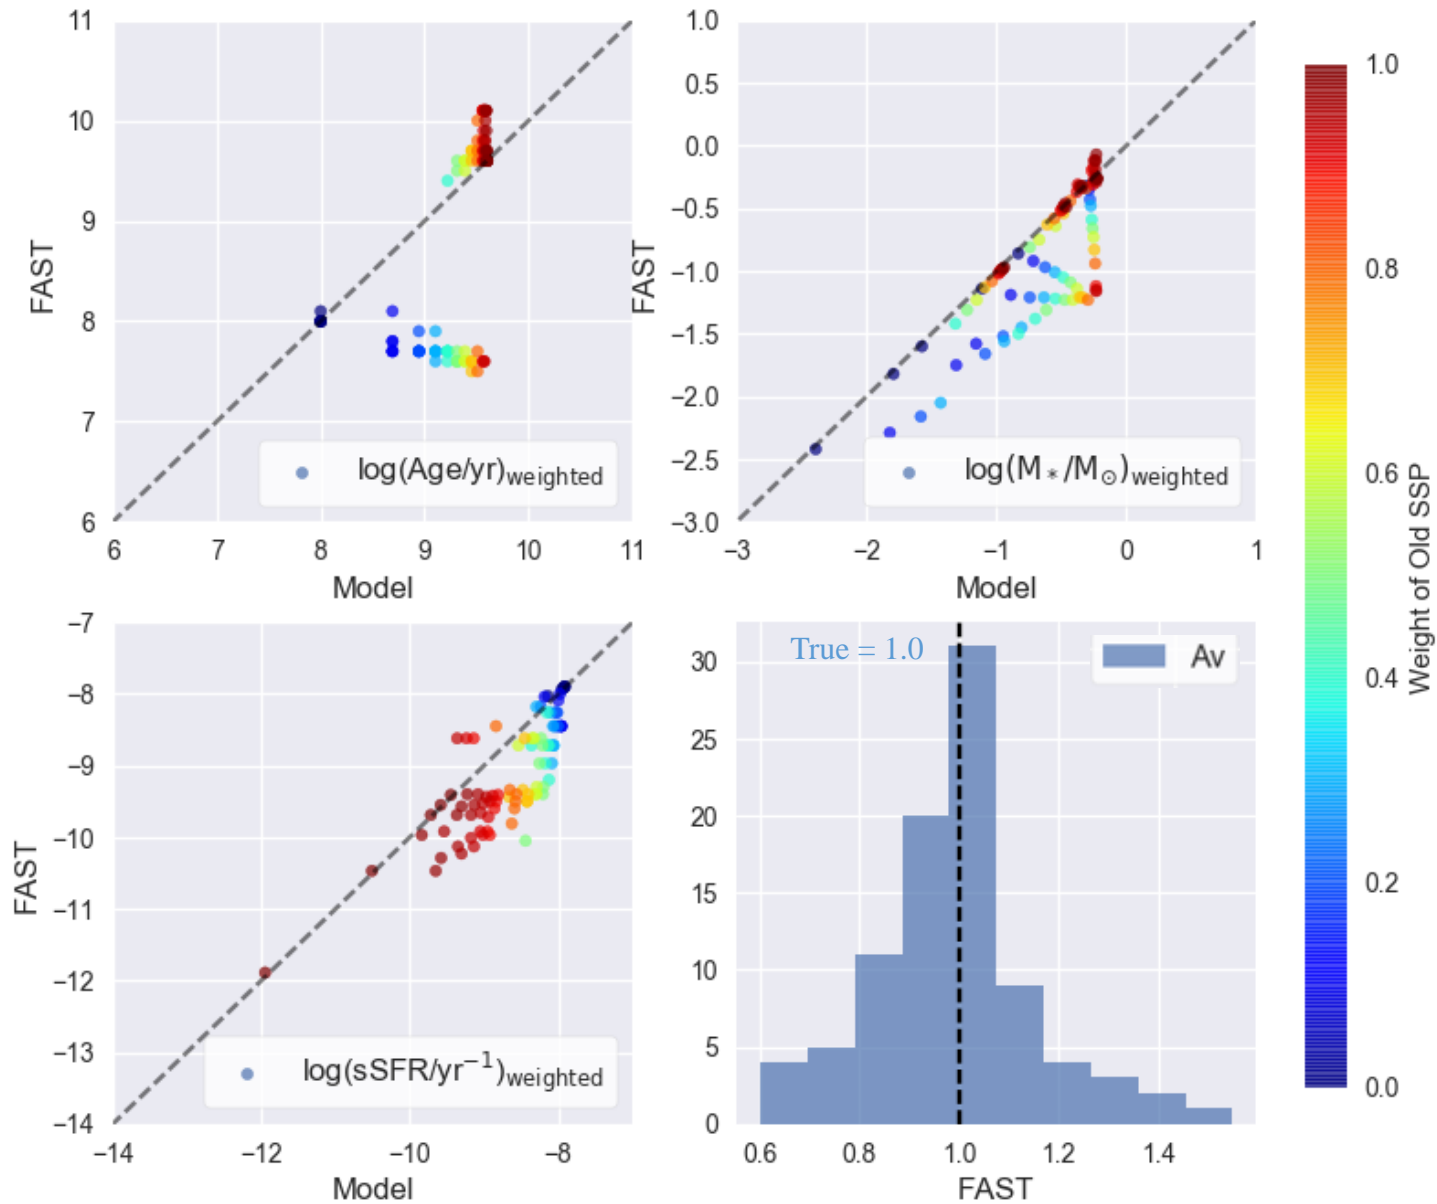 11
10
9
8
7
6
FAST
log(Age/yr)weighted
6 7 8 9 10 11
Model
1.0
0.5
0.0
−0.5
−1.0
−1.5
−2.0
−2.5
−3.0
FAST
log(M*/M⊙)weighted
−3 −2 −1 0 1
Model
−7
−8
−9
−10
−11
−12
−13
−14
FAST
log(sSFR/yr⁻¹)weighted
−14 −12 −10 −8
Model
True = 1.0
Av
30
25
20
15
10
5
0
0.6 0.8 1.0 1.2 1.4
FAST
1.0
0.8
0.6
0.4
0.2
0.0
Weight of Old SSP